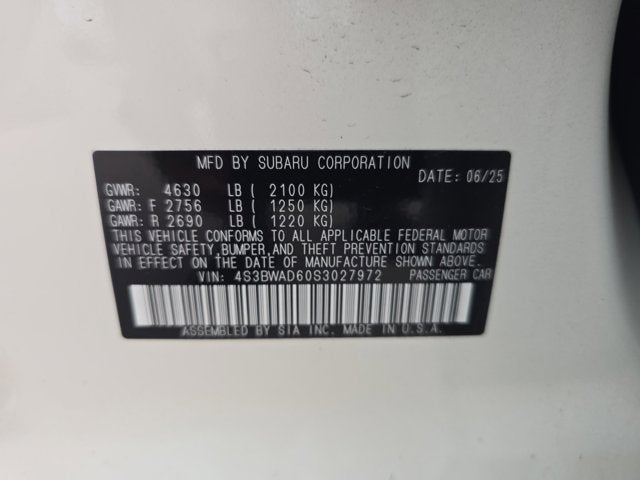 MFD BY SUBARU CORPORATION
DATE: 06/25
GVWR: 4630 LB ( 2100 KG)
GAWR: F 2756 LB ( 1250 KG)
GAWR: R 2690 LB ( 1220 KG)
THIS VEHICLE CONFORMS TO ALL APPLICABLE FEDERAL MOTOR
VEHICLE SAFETY,BUMPER,AND THEFT PREVENTION STANDARDS
IN EFFECT ON THE DATE OF MANUFACTURE SHOWN ABOVE.
VIN: 4S3BWAD60S3027972 PASSENGER CAR
ASSEMBLED BY SIA INC. MADE IN U.S.A.